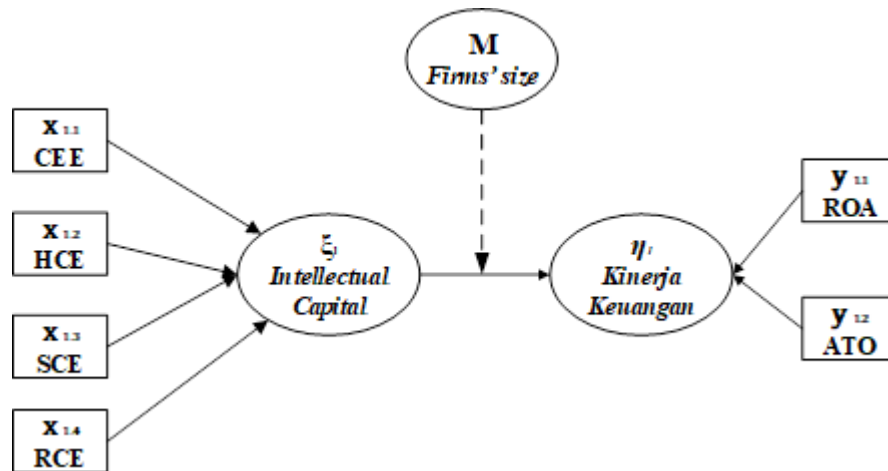 M
Firms' size
x 1.1
CEE
x 1.2
HCE
x 1.3
SCE
x 1.4
RCE
ξ1
Intellectual
Capital
η1
Kinerja
Keuangan
y 1.1
ROA
y 1.2
ATO